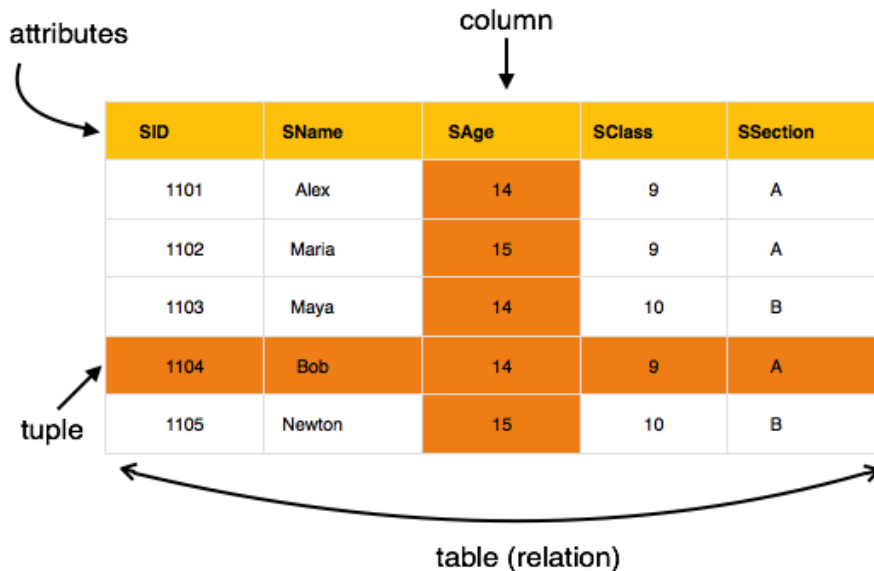 column
attributes
SID SName SAge SClass SSection
1101 Alex 14 9 A
1102 Maria 15 9 A
1103 Maya 14 10 B
1104 Bob 14 9 A
tuple
1105 Newton 15 10 B
table (relation)